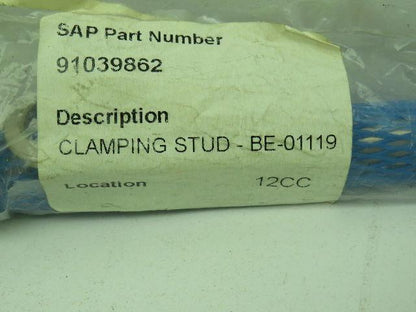 SAP Part Number
91039862
Description
CLAMPING STUD - BE-01119
Location 12CC